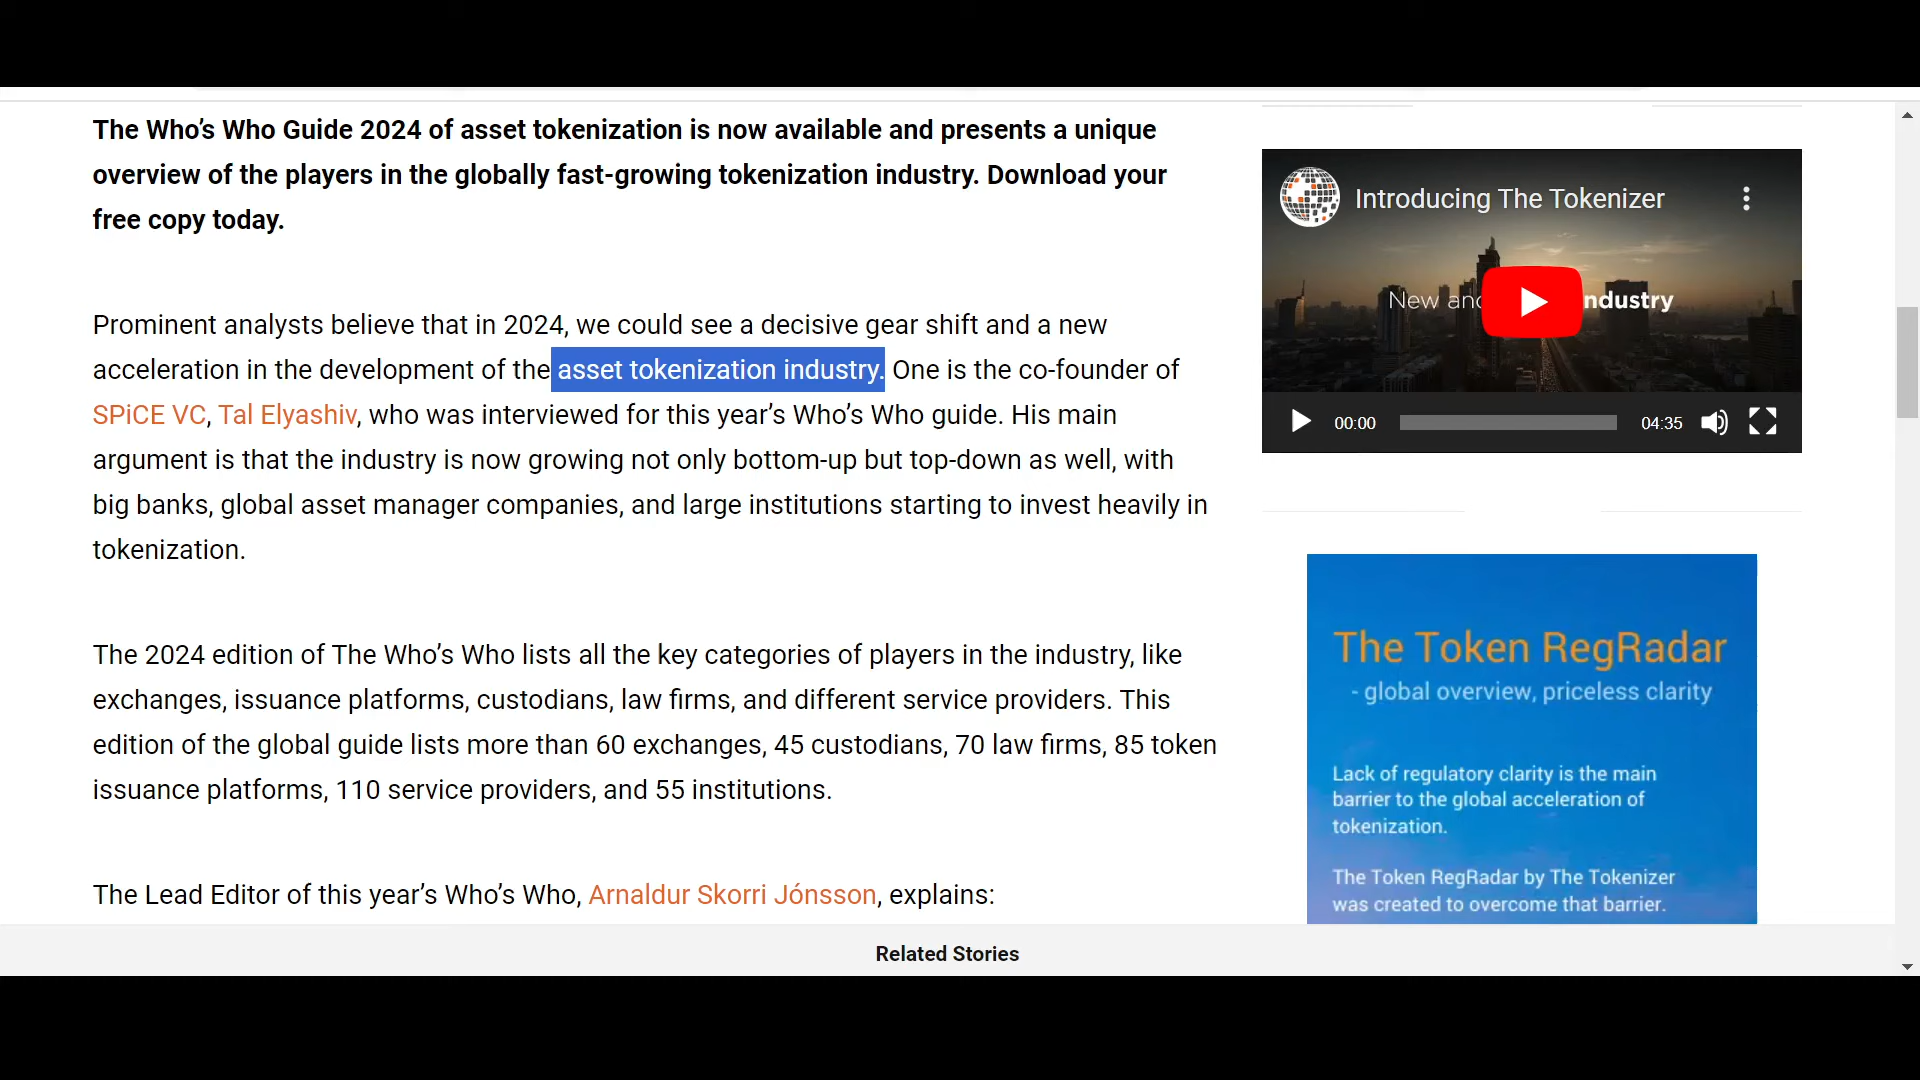 The Who’s Who Guide 2024 of asset tokenization is now available and presents a unique
overview of the players in the globally fast-growing tokenization industry. Download your
free copy today.
Prominent analysts believe that in 2024, we could see a decisive gear shift and a new
acceleration in the development of the asset tokenization industry. One is the co-founder of
SPiCE VC, Tal Elyashiv, who was interviewed for this year’s Who’s Who guide. His main
argument is that the industry is now growing not only bottom-up but top-down as well, with
big banks, global asset manager companies, and large institutions starting to invest heavily in
tokenization.
The 2024 edition of The Who’s Who lists all the key categories of players in the industry, like
exchanges, issuance platforms, custodians, law firms, and different service providers. This
edition of the global guide lists more than 60 exchanges, 45 custodians, 70 law firms, 85 token
issuance platforms, 110 service providers, and 55 institutions.
The Lead Editor of this year’s Who’s Who, Arnaldur Skorri Jónsson, explains:
Introducing The Tokenizer
New and ndustry
00:00 04:35
The Token RegRadar
- global overview, priceless clarity
Lack of regulatory clarity is the main
barrier to the global acceleration of
tokenization.
The Token RegRadar by The Tokenizer
was created to overcome that barrier.
Related Stories